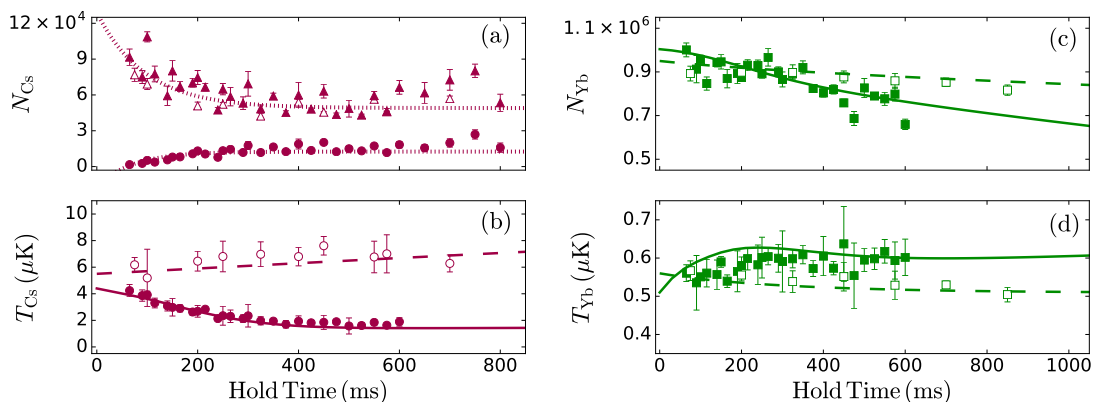 12 × 10⁴
9
6
3
0
N_Cs
(a)
10
8
6
4
2
0
T_Cs (μK)
(b)
0
200
400
600
800
Hold Time (ms)
1.1 × 10⁶
0.9
0.7
0.5
N_Yb
(c)
0.7
0.6
0.5
0.4
T_Yb (μK)
(d)
0
200
400
600
800
1000
Hold Time (ms)